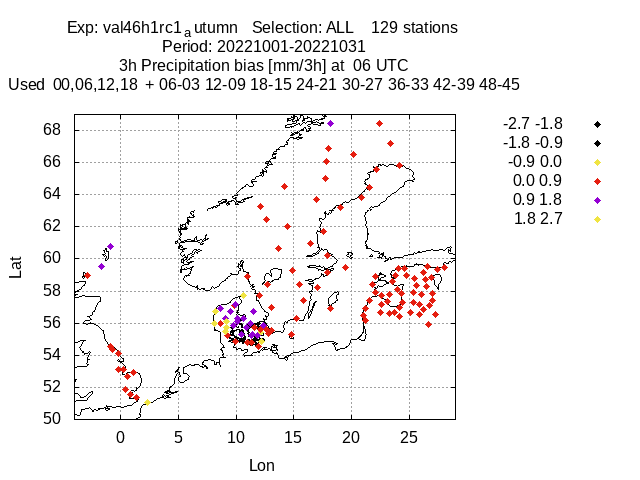 Exp: val46h1rc1autumn   Selection: ALL    129 stations
Period: 20221001-20221031
3h Precipitation bias [mm/3h] at  06 UTC
Used  00,06,12,18  + 06-03 12-09 18-15 24-21 30-27 36-33 42-39 48-45
-2.7 -1.8
-1.8 -0.9
-0.9 0.0
0.0 0.9
0.9 1.8
1.8 2.7
68
66
64
62
60
58
56
54
52
50
Lat
0 5 10 15 20 25
Lon